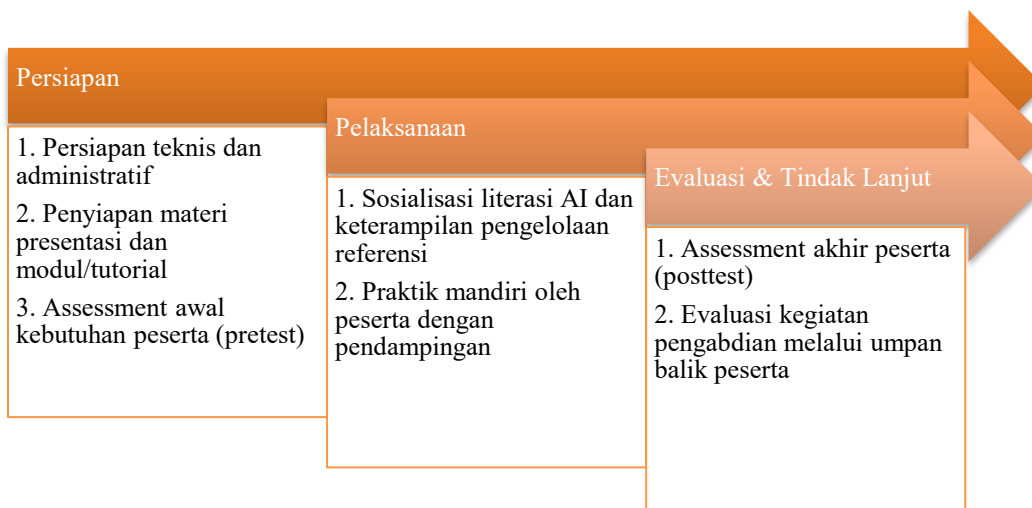 Persiapan
1. Persiapan teknis dan
administratif
2. Penyiapan materi
presentasi dan
modul/tutorial
3. Assessment awal
kebutuhan peserta (pretest)
Pelaksanaan
1. Sosialisasi literasi AI dan
keterampilan pengelolaan
referensi
2. Praktik mandiri oleh
peserta dengan
pendampingan
Evaluasi & Tindak Lanjut
1. Assessment akhir peserta
(posttest)
2. Evaluasi kegiatan
pengabdian melalui umpan
balik peserta